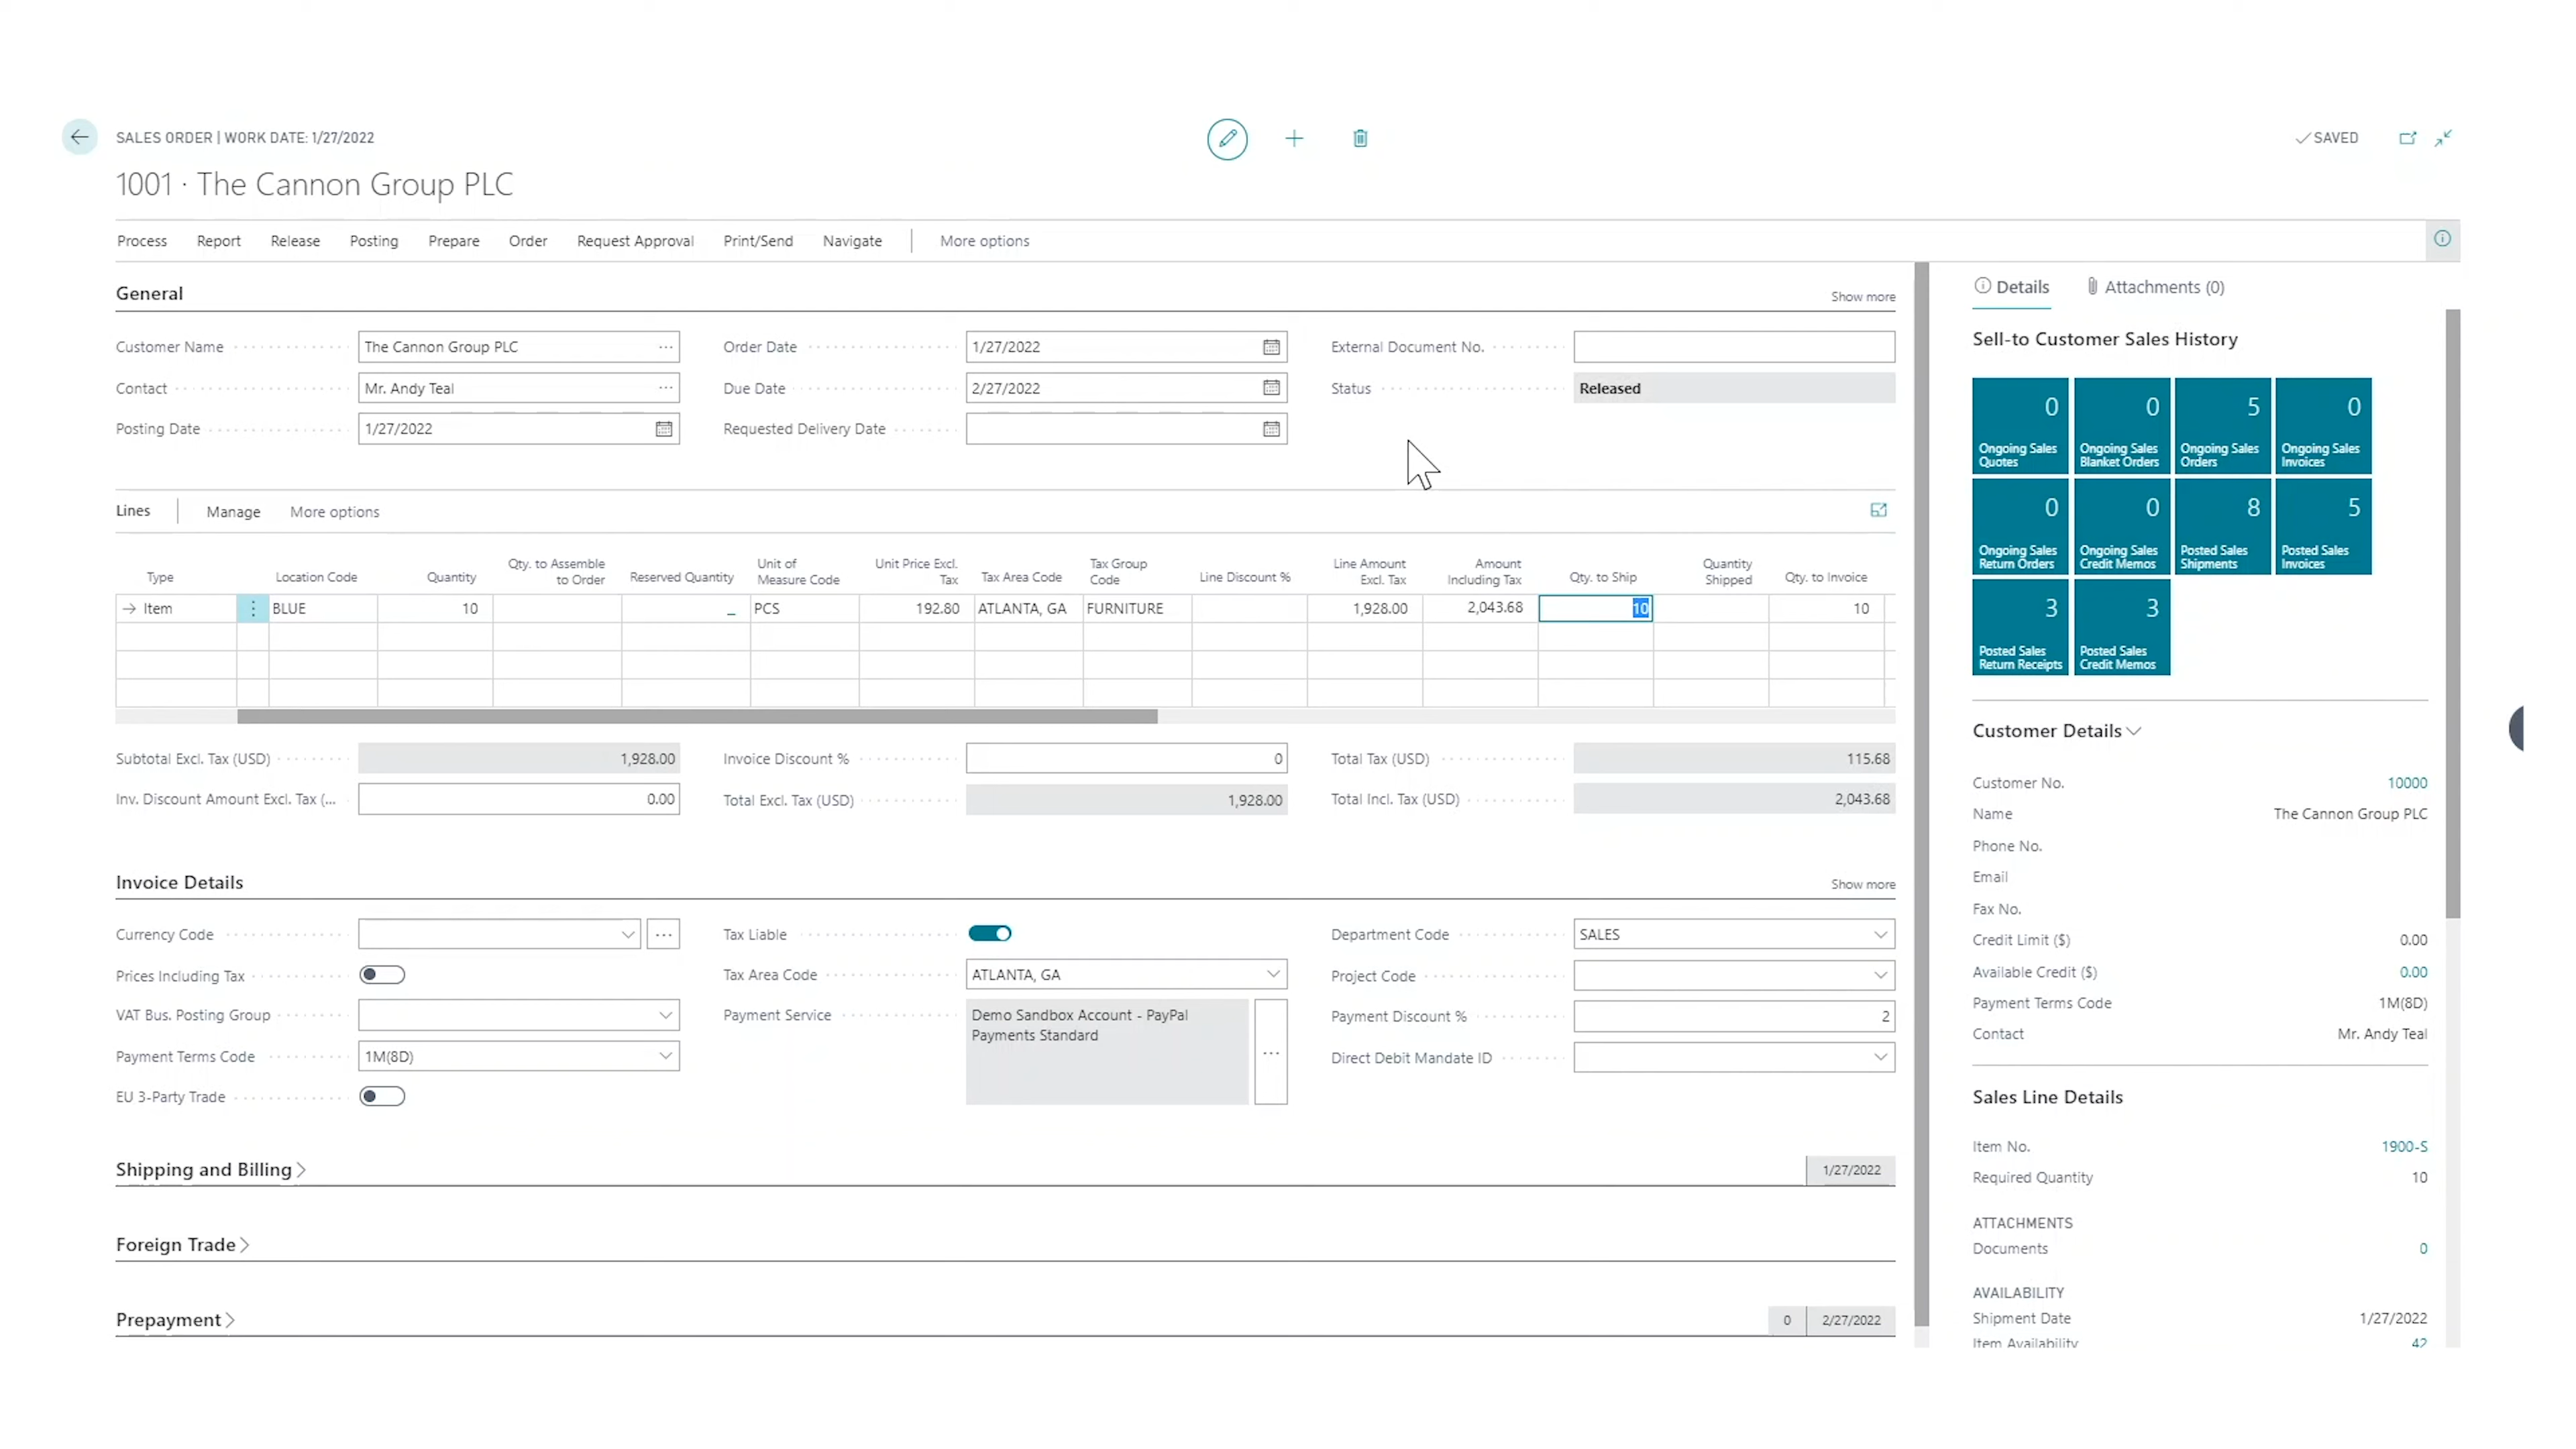 SALES ORDER | WORK DATE: 1/27/2022
SAVED
1001 · The Cannon Group PLC
Process Report Release Posting Prepare Order Request Approval Print/Send Navigate More options
General
Show more
Customer Name The Cannon Group PLC
Contact Mr. Andy Teal
Posting Date 1/27/2022
Order Date 1/27/2022
Due Date 2/27/2022
Requested Delivery Date
External Document No.
Status Released
Lines Manage More options
Type Location Code Quantity Qty. to Assemble to Order Reserved Quantity Unit of Measure Code Unit Price Excl. Tax Tax Area Code Tax Group Code Line Discount % Line Amount Excl. Tax Amount Including Tax Qty. to Ship Quantity Shipped Qty. to Invoice
Item BLUE 10 _ PCS 192.80 ATLANTA, GA FURNITURE 1,928.00 2,043.68 10 10
Subtotal Excl. Tax (USD) 1,928.00
Inv. Discount Amount Excl. Tax (... 0.00
Invoice Discount % 0
Total Excl. Tax (USD) 1,928.00
Total Tax (USD) 115.68
Total Incl. Tax (USD) 2,043.68
Invoice Details
Show more
Currency Code
Prices Including Tax
VAT Bus. Posting Group
Payment Terms Code 1M(8D)
EU 3-Party Trade
Tax Liable
Tax Area Code ATLANTA, GA
Payment Service Demo Sandbox Account - PayPal
Payments Standard
Department Code SALES
Project Code
Payment Discount % 2
Direct Debit Mandate ID
Shipping and Billing 1/27/2022
Foreign Trade
Prepayment 0 2/27/2022
Details Attachments (0)
Sell-to Customer Sales History
0 Ongoing Sales Quotes
0 Ongoing Sales Blanket Orders
5 Ongoing Sales Orders
0 Ongoing Sales Invoices
0 Ongoing Sales Return Orders
0 Ongoing Sales Credit Memos
8 Posted Sales Shipments
5 Posted Sales Invoices
3 Posted Sales Return Receipts
3 Posted Sales Credit Memos
Customer Details
Customer No. 10000
Name The Cannon Group PLC
Phone No.
Email
Fax No.
Credit Limit ($) 0.00
Available Credit ($) 0.00
Payment Terms Code 1M(8D)
Contact Mr. Andy Teal
Sales Line Details
Item No. 1900-S
Required Quantity 10
ATTACHMENTS
Documents 0
AVAILABILITY
Shipment Date 1/27/2022
Item Availability 42